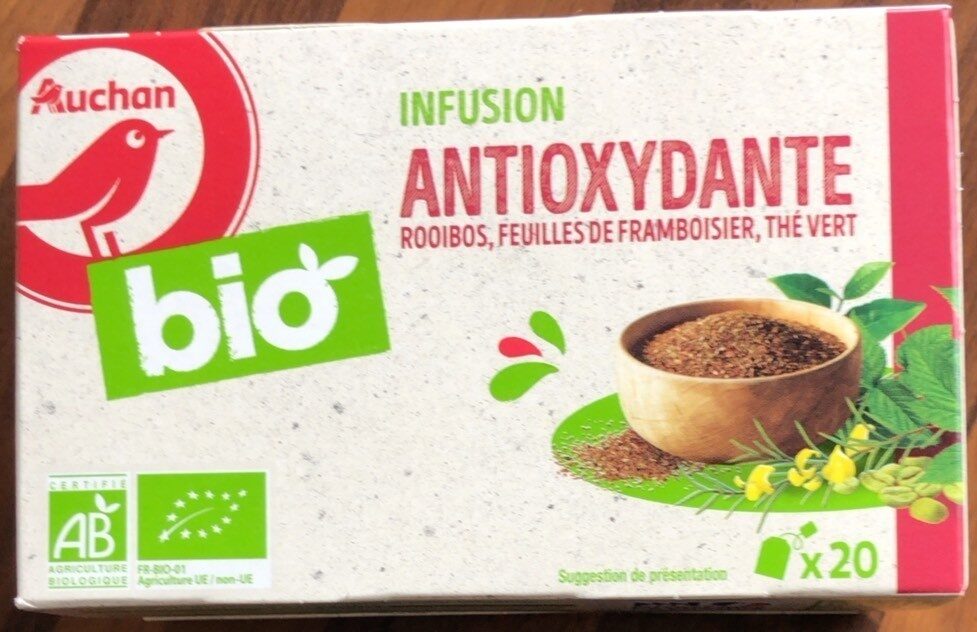 Auchan
bio
INFUSION
ANTIOXYDANTE
ROOIBOS, FEUILLES DE FRAMBOISIER, THÉ VERT
CERTIFIÉ
AB
AGRICULTURE
BIOLOGIQUE
FR-BIO-01
Agriculture UE / non-UE
Suggestion de présentation
x 20